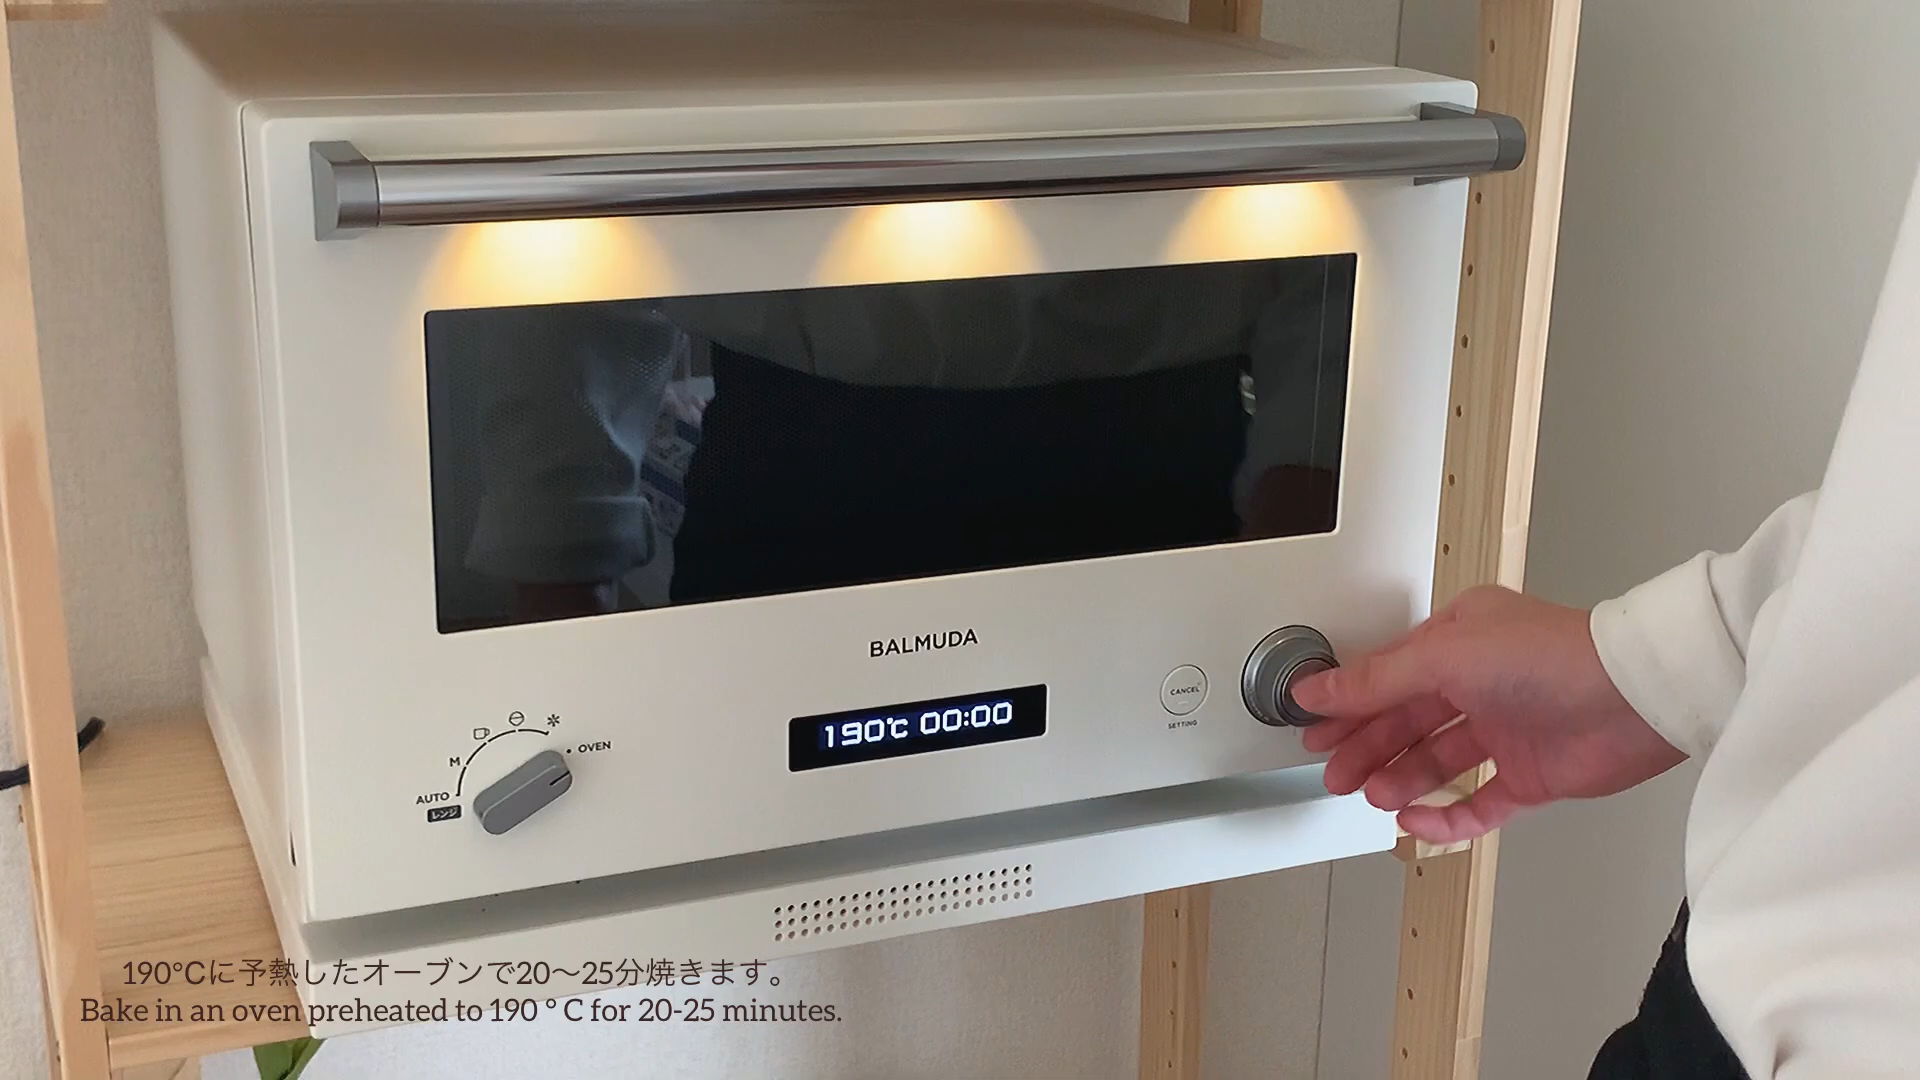 BALMUDA
190℃ 00:00
CANCEL
SETTING
OVEN
M
AUTO
レンジ
190℃に予熱したオーブンで20〜25分焼きます。
Bake in an oven preheated to 190 ° C for 20-25 minutes.